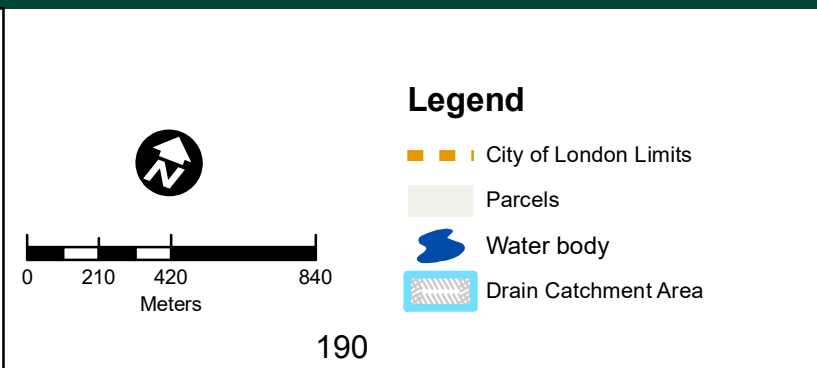 Legend
City of London Limits
Parcels
Water body
Drain Catchment Area
N
0 210 420 840
Meters
190